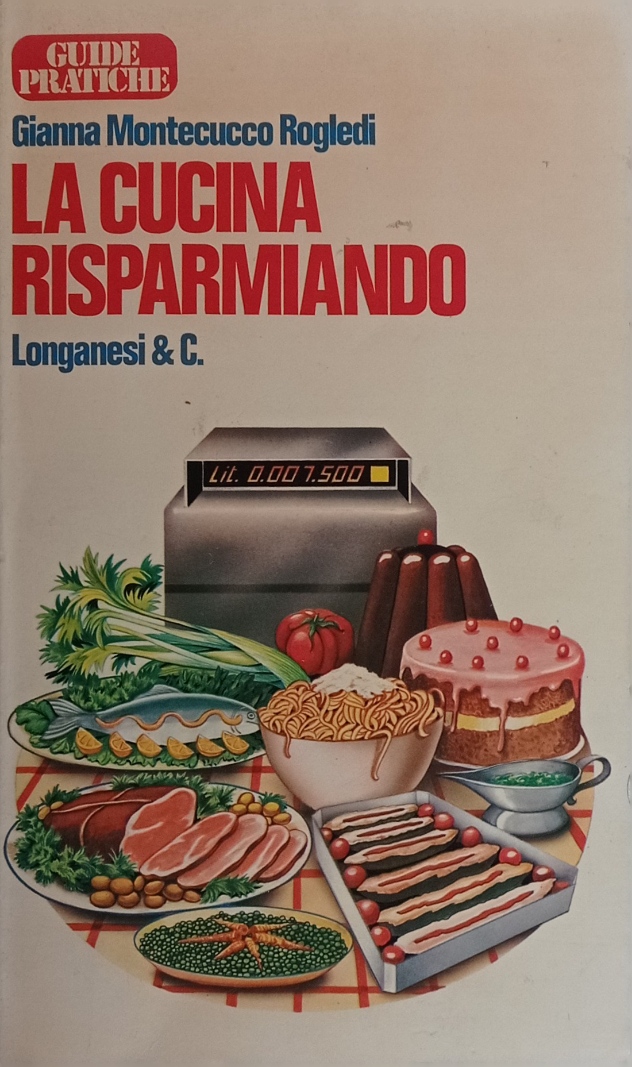 GUIDE
PRATICHE
Gianna Montecucco Rogledi
LA CUCINA
RISPARMIANDO
Longanesi & C.
Lit. 0.007.500